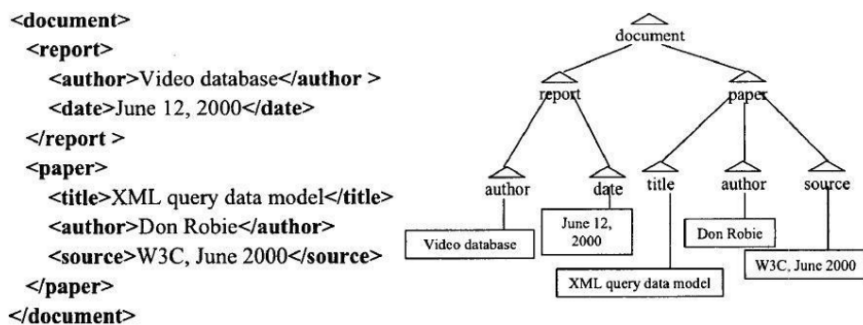 <document>
<report>
<author>Video database</author >
<date>June 12, 2000</date>
</report >
<paper>
<title>XML query data model</title>
<author>Don Robie</author>
<source>W3C, June 2000</source>
</paper>
</document>
document
report paper
author date title author source
Video database
June 12,
2000
Don Robie
XML query data model
W3C, June 2000